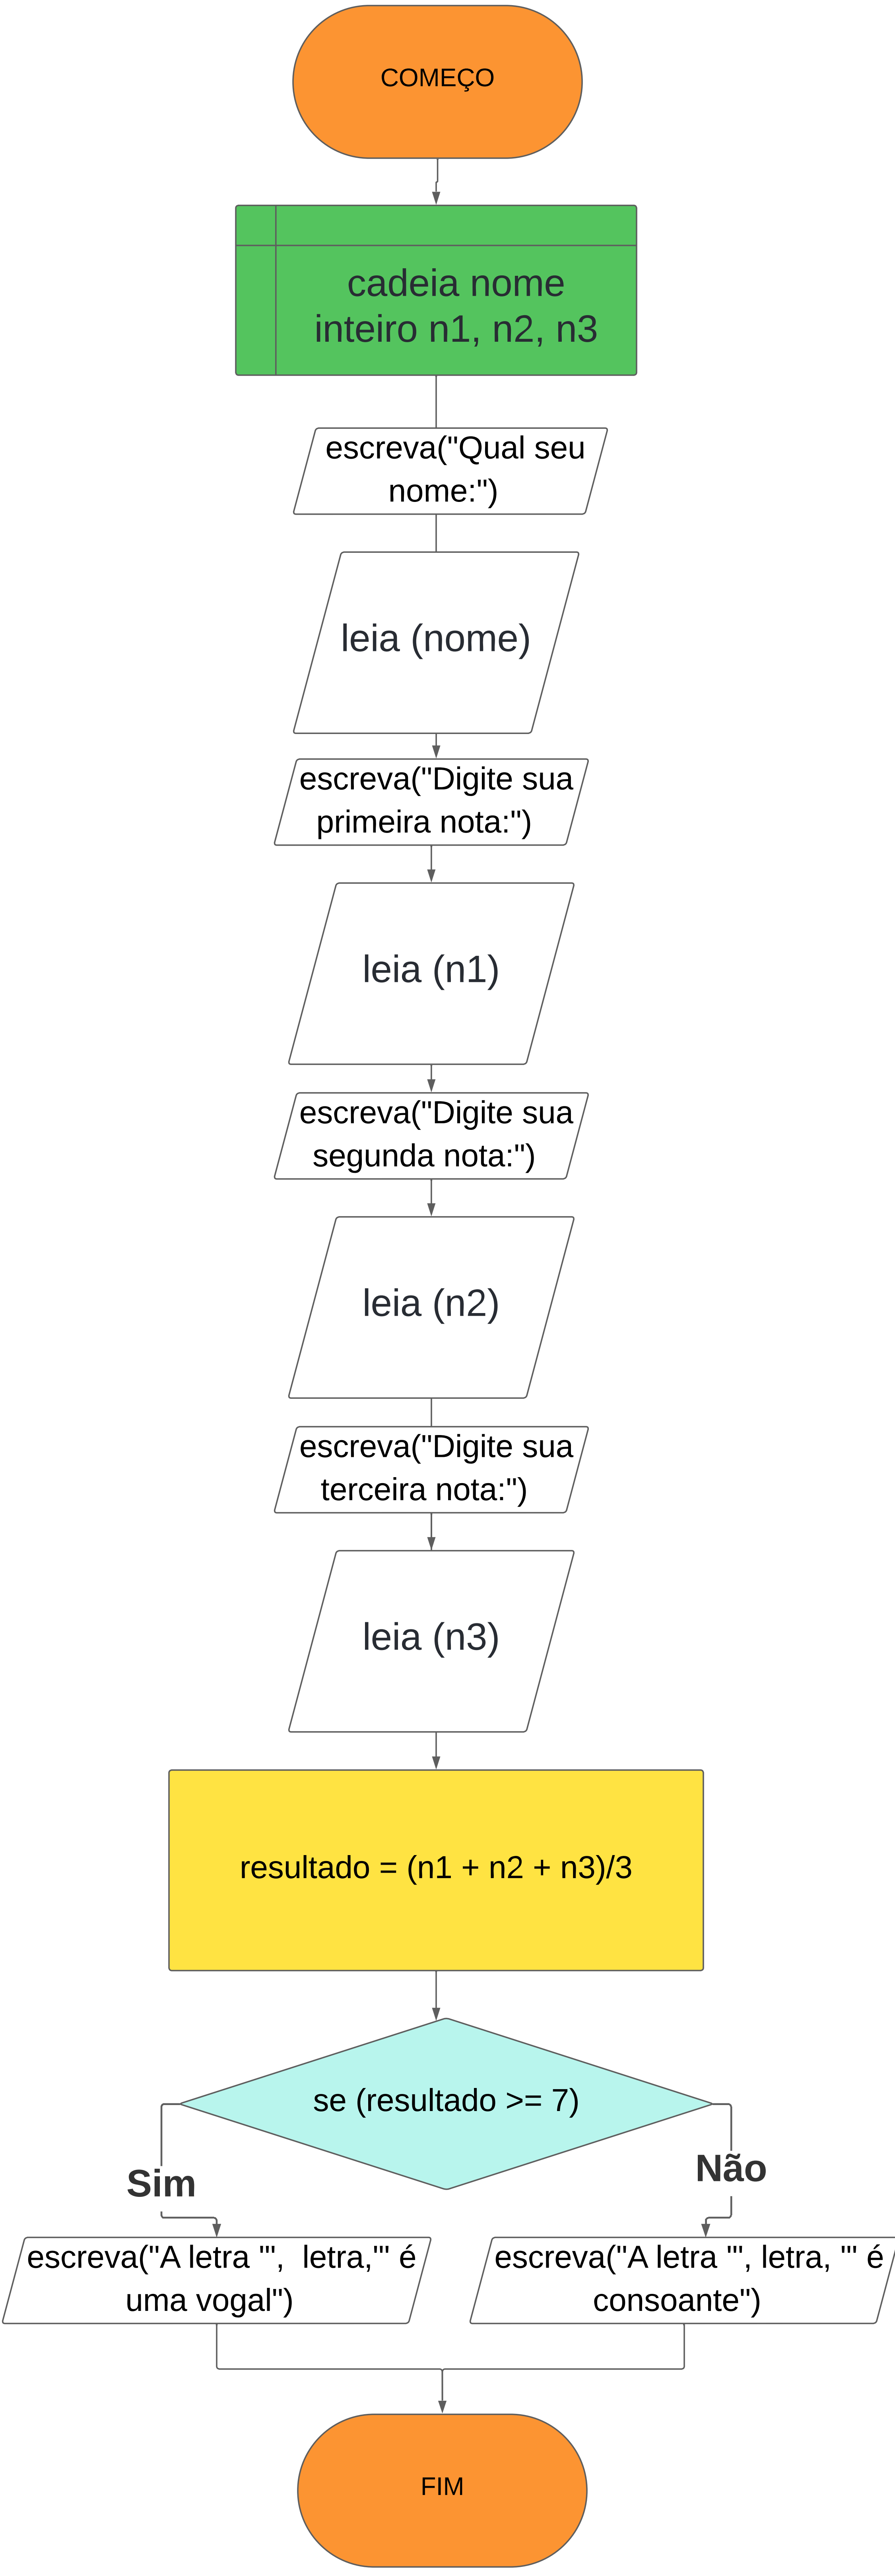 COMEÇO
cadeia nome
inteiro n1, n2, n3
escreva("Qual seu
nome:")
leia (nome)
escreva("Digite sua
primeira nota:")
leia (n1)
escreva("Digite sua
segunda nota:")
leia (n2)
escreva("Digite sua
terceira nota:")
leia (n3)
resultado = (n1 + n2 + n3)/3
se (resultado >= 7)
Sim
Não
escreva("A letra '", letra,"' é
uma vogal")
escreva("A letra '", letra, "' é
consoante")
FIM